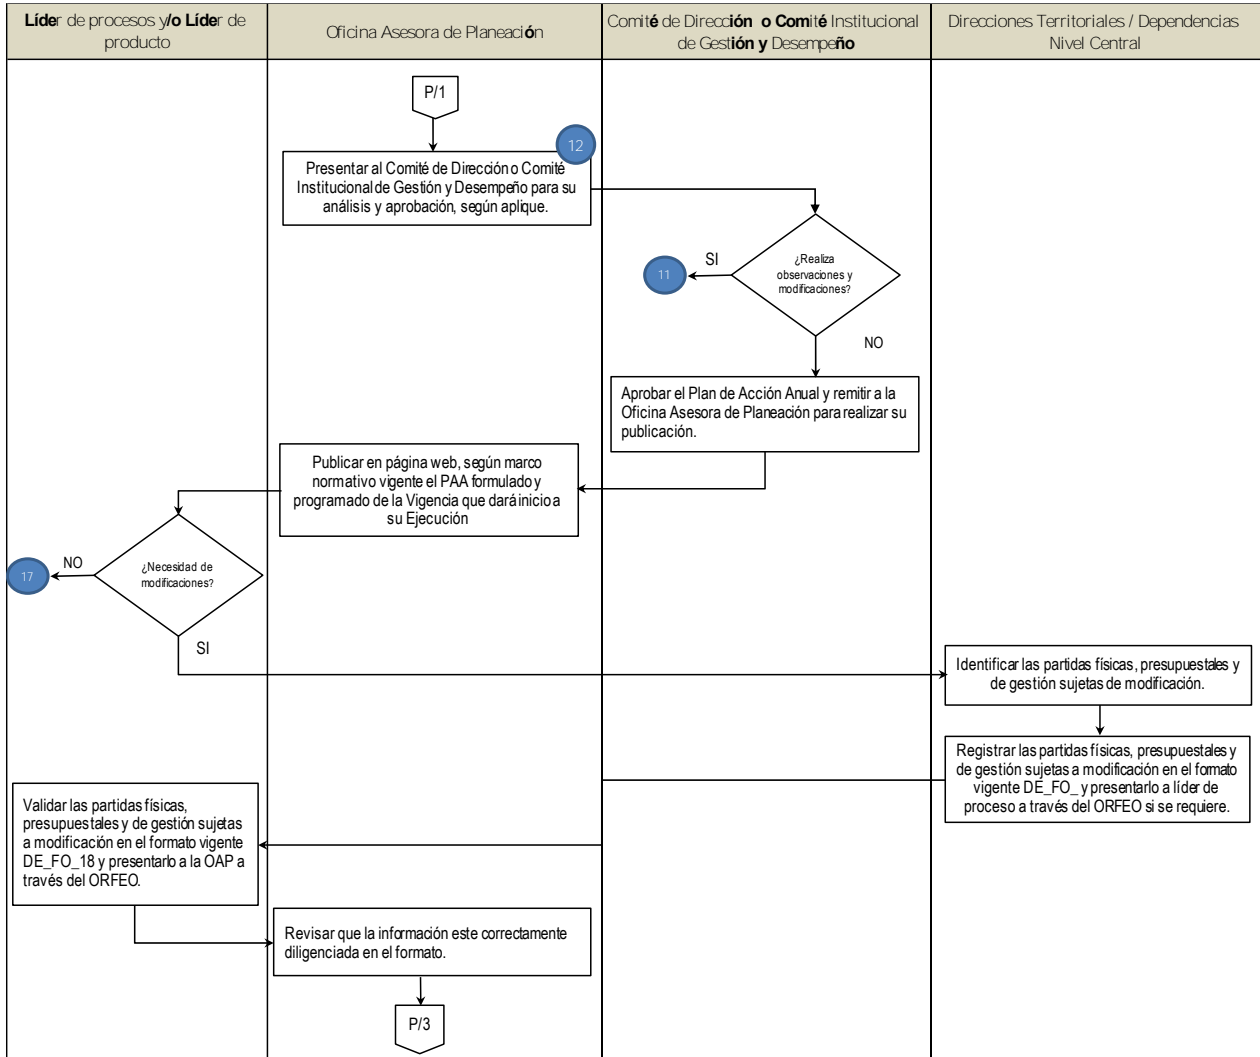 Líder de procesos y/o Líder de
producto
Oficina Asesora de Planeación
Comité de Dirección o Comité Institucional
de Gestión y Desempeño
Direcciones Territoriales / Dependencias
Nivel Central
P/1
12
Presentar al Comité de Dirección o Comité
Institucional de Gestión y Desempeño para su
análisis y aprobación, según aplique.
¿Realiza
observaciones y
modificaciones?
SI
11
NO
Aprobar el Plan de Acción Anual y remitir a la
Oficina Asesora de Planeación para realizar su
publicación.
Publicar en página web, según marco
normativo vigente el PAA formulado y
programado de la Vigencia que dará inicio a
su Ejecución
¿Necesidad de
modificaciones?
NO
17
SI
Identificar las partidas físicas, presupuestales y
de gestión sujetas de modificación.
Registrar las partidas físicas, presupuestales y
de gestión sujetas a modificación en el formato
vigente DE_FO_ y presentarlo a líder de
proceso a través del ORFEO si se requiere.
Validar las partidas físicas,
presupuestales y de gestión sujetas
a modificación en el formato vigente
DE_FO_18 y presentarlo a la OAP a
través del ORFEO.
Revisar que la información este correctamente
diligenciada en el formato.
P/3